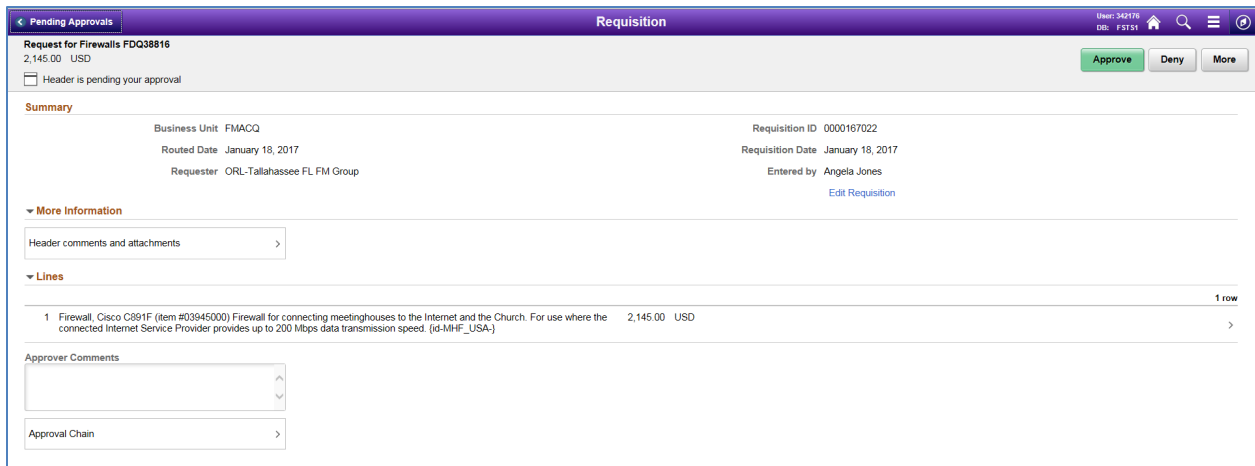 Pending Approvals
Requisition
User: 342176
DB: FSTS1
Request for Firewalls FDQ38816
2,145.00 USD
Header is pending your approval
Approve
Deny
More
Summary
Business Unit FMACQ
Requisition ID 0000167022
Routed Date January 18, 2017
Requisition Date January 18, 2017
Requester ORL-Tallahassee FL FM Group
Entered by Angela Jones
Edit Requisition
More Information
Header comments and attachments
Lines
1 row
1 Firewall, Cisco C891F (item #03945000) Firewall for connecting meetinghouses to the Internet and the Church. For use where the 2,145.00 USD
connected Internet Service Provider provides up to 200 Mbps data transmission speed. {id-MHF_USA-}
Approver Comments
Approval Chain